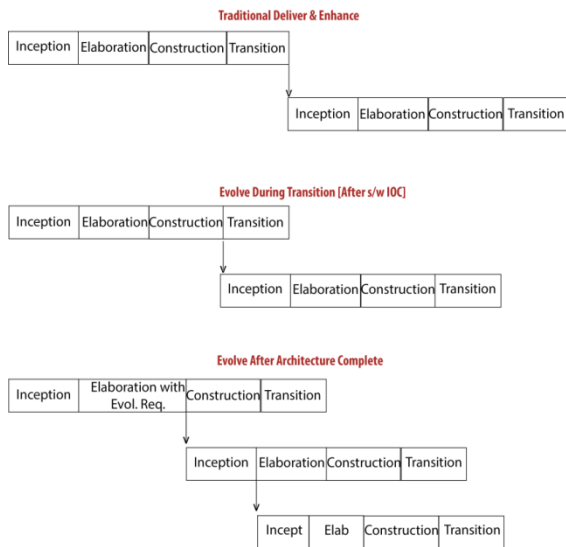 Traditional Deliver & Enhance
Inception Elaboration Construction Transition
Inception Elaboration Construction Transition
Evolve During Transition [After s/w IOC]
Inception Elaboration Construction Transition
Inception Elaboration Construction Transition
Evolve After Architecture Complete
Inception Elaboration with Evol. Req. Construction Transition
Inception Elaboration Construction Transition
Incept Elab Construction Transition